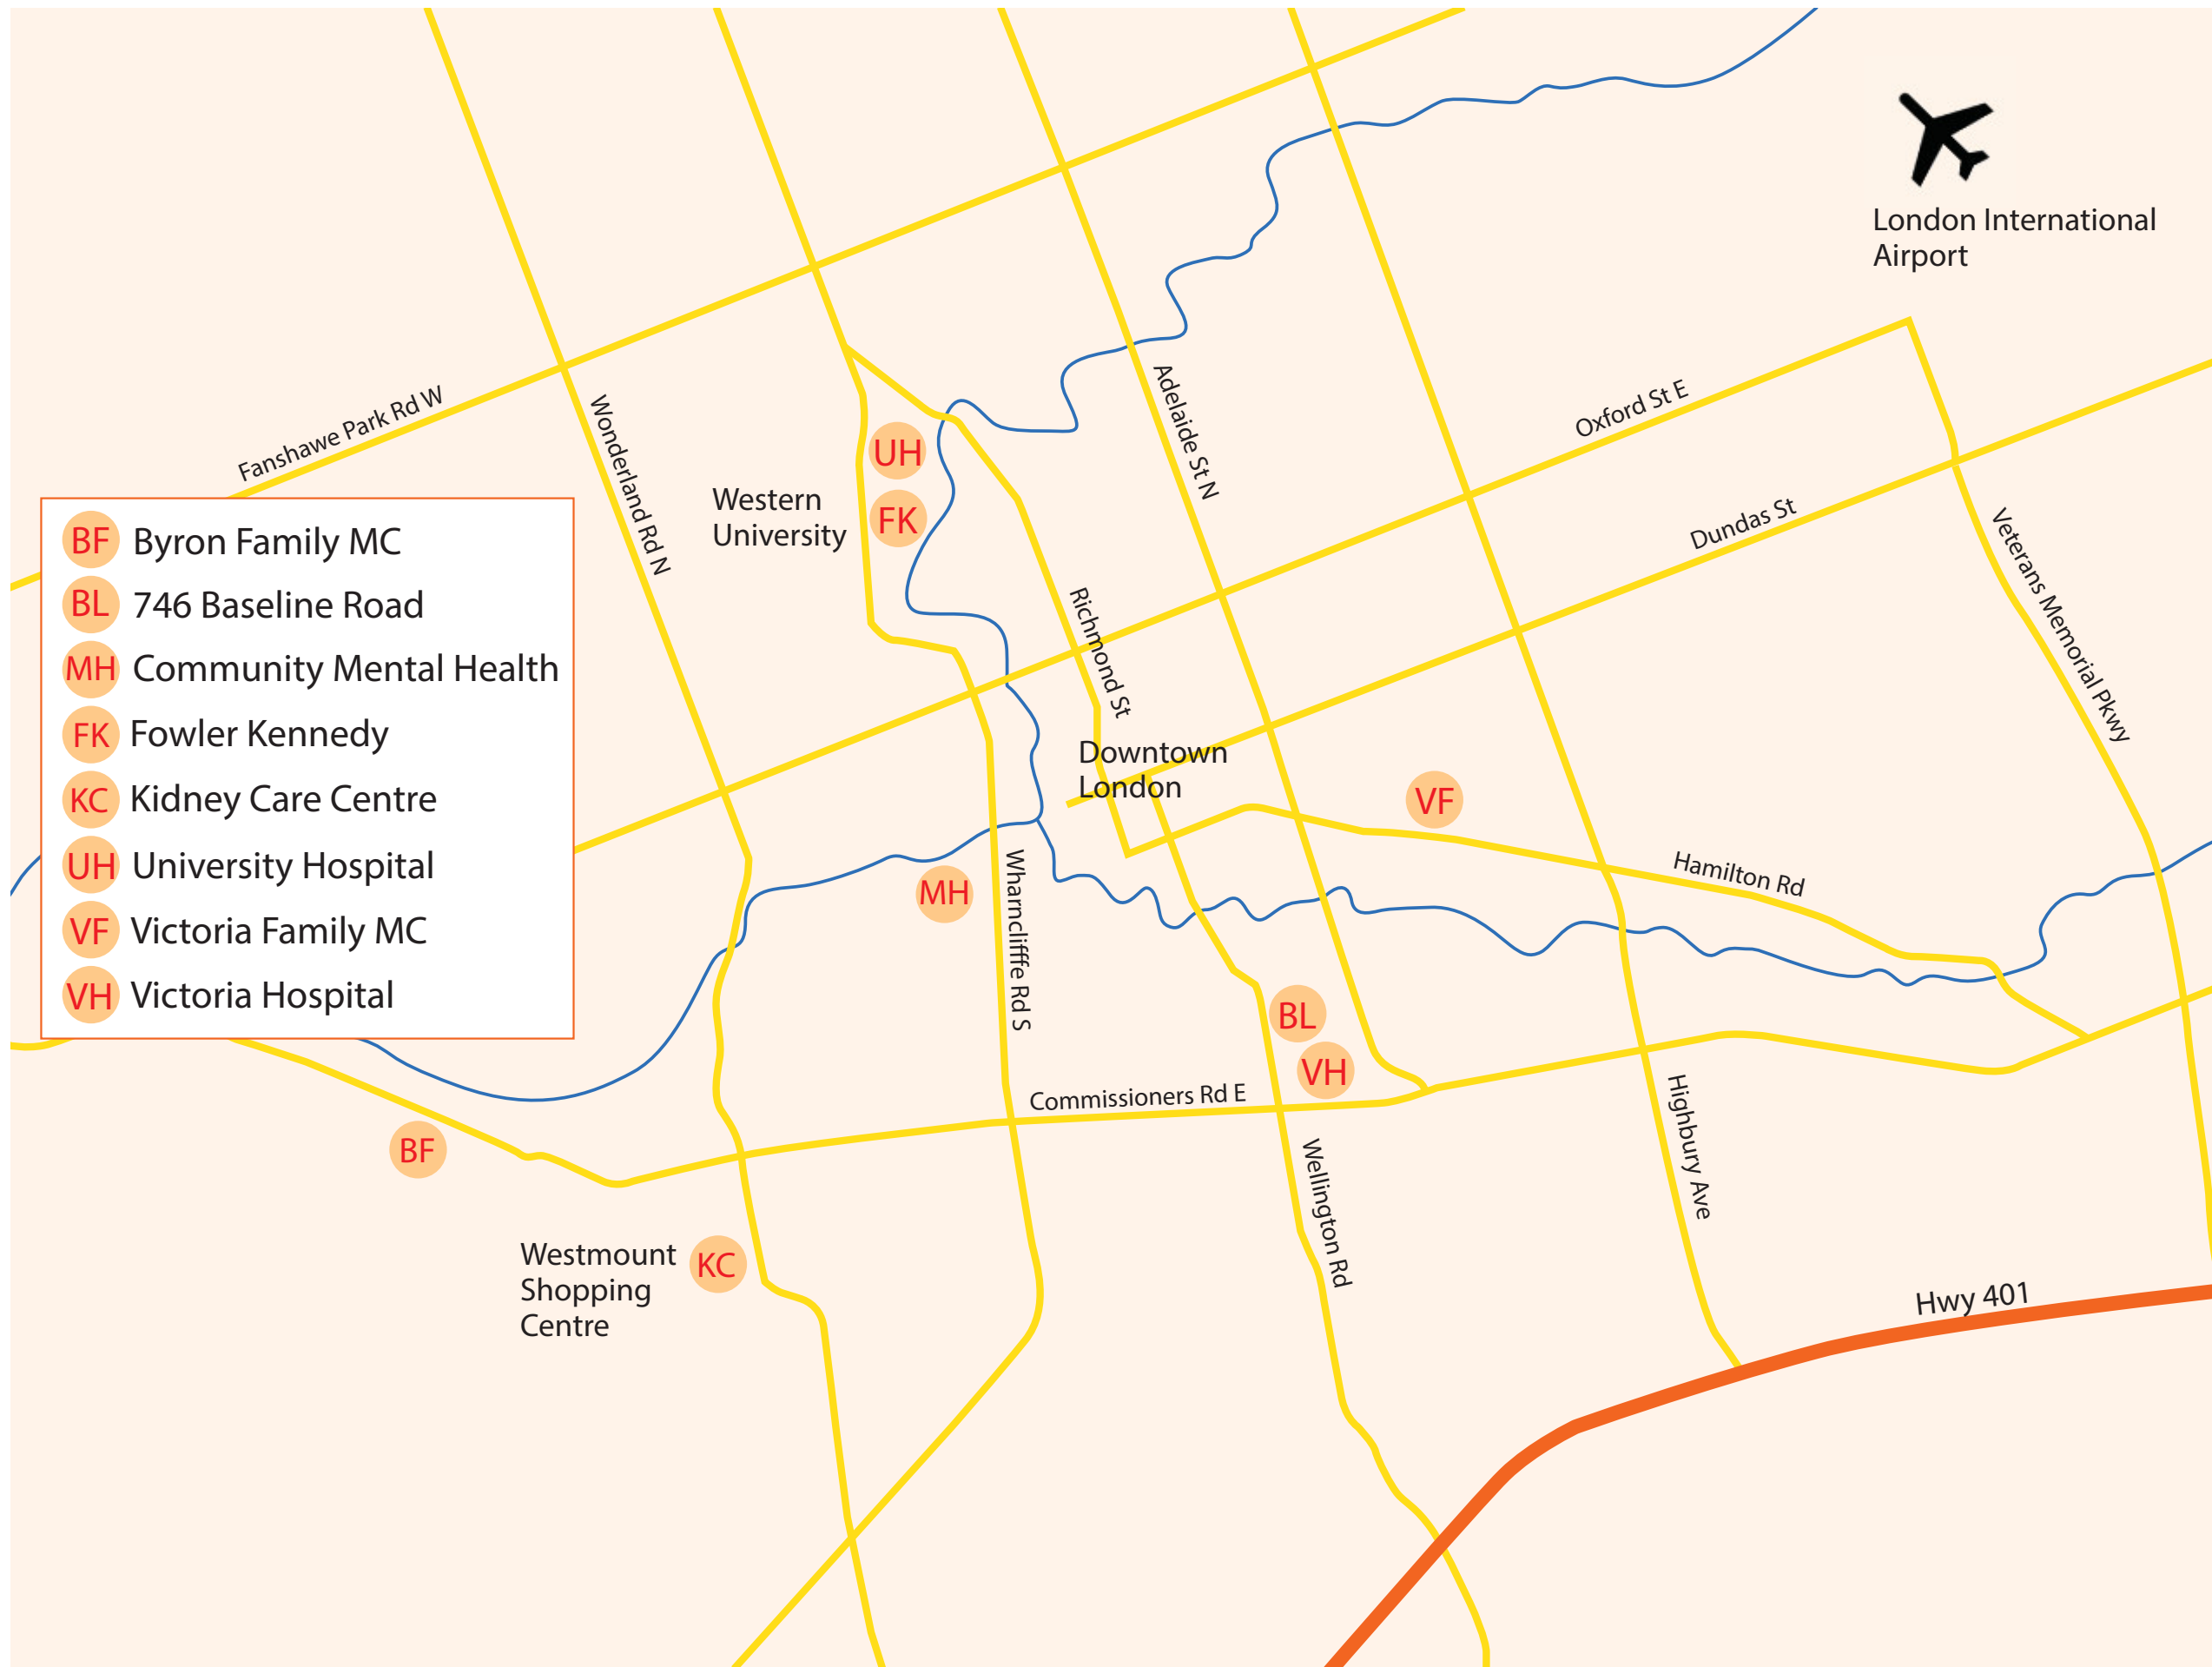 London International
Airport
Fanshawe Park Rd W
Wonderland Rd N
Adelaide St N
Oxford St E
UH
Western
University
FK
Dundas St
Veterans Memorial Pkwy
BF Byron Family MC
BL 746 Baseline Road
MH Community Mental Health
FK Fowler Kennedy
KC Kidney Care Centre
UH University Hospital
VF Victoria Family MC
VH Victoria Hospital
Richmond St
Downtown
London
VF
Hamilton Rd
MH
Wharncliffe Rd S
BL
VH
Commissioners Rd E
Highbury Ave
BF
Wellington Rd
Westmount
Shopping
Centre
KC
Hwy 401